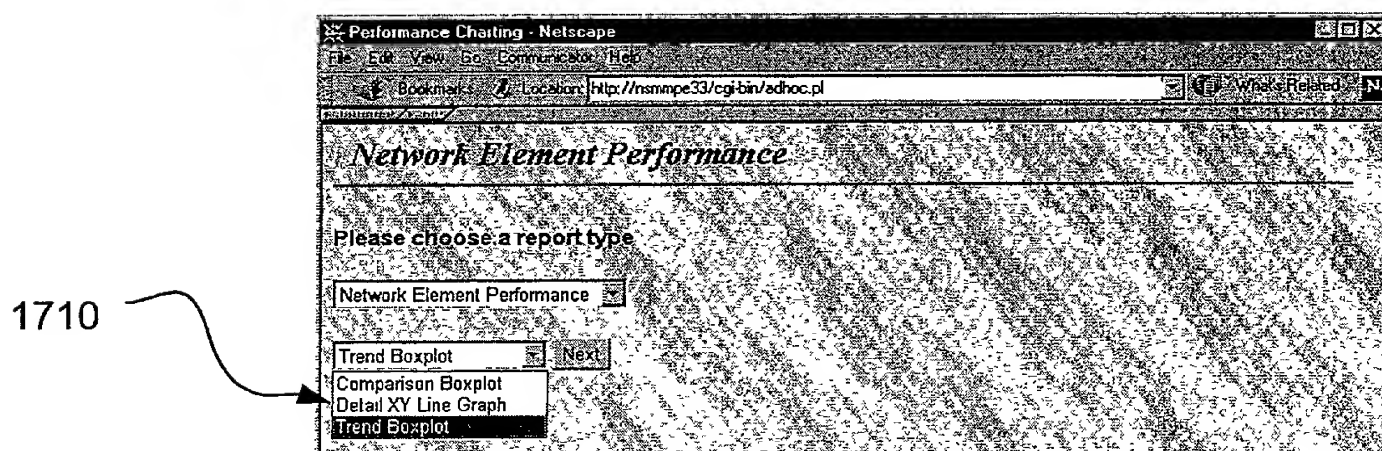 Performance Charting - Netscape
File Edit View Go Communicator Help
Bookmarks Location: http://nsmmpe33/cgi-bin/adhoc.pl What's Related N
Network Element Performance
Please choose a report type
Network Element Performance
1710
Trend Boxplot Next
Comparison Boxplot
Detail XY Line Graph
Trend Boxplot